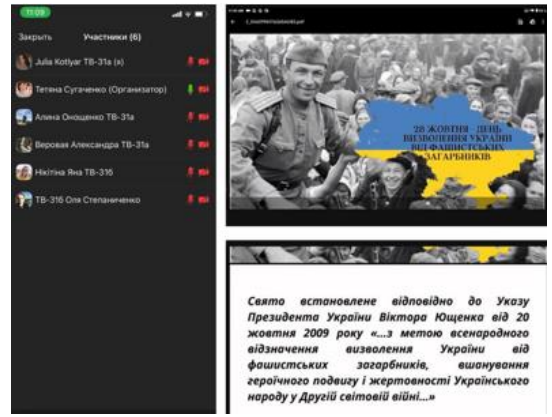 11:09
Закрыть Участники (6)
Julia Kotlyar ТВ-31а (я)
Тетяна Сугаченко (Организатор)
Алина Онощенко ТВ-31а
Веровая Александра ТВ-31а
Нікітіна Яна ТВ-31б
ТВ-31б Оля Степаниченко
28 ЖОВТНЯ - ДЕНЬ
ВИЗВОЛЕННЯ УКРАЇНИ
ВІД ФАШИСТСЬКИХ
ЗАГАРБНИКІВ
Свято встановлене відповідно до Указу
Президента України Віктора Ющенка від 20
жовтня 2009 року «...з метою всенародного
відзначення визволення України від
фашистських загарбників, вшанування
героїчного подвигу і жертовності Українського
народу у Другій світовій війні...»